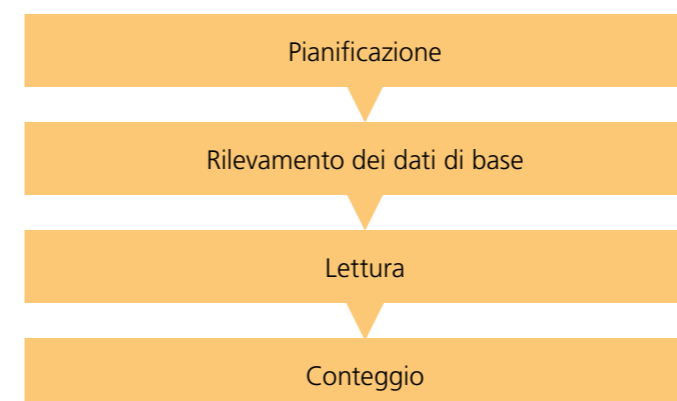 Pianificazione
Rilevamento dei dati di base
Lettura
Conteggio